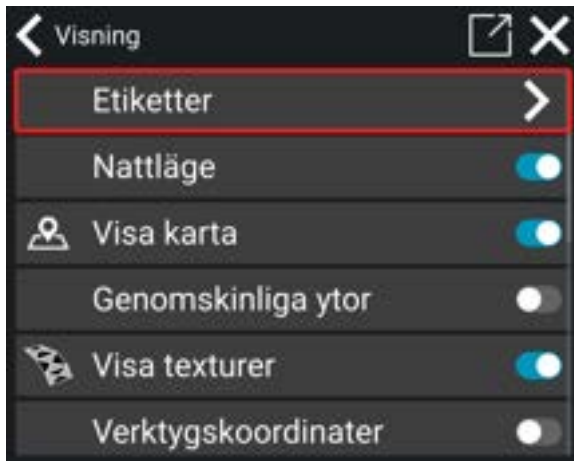 Visning
Etiketter
Nattläge
Visa karta
Genomskinliga ytor
Visa texturer
Verktygskoordinater